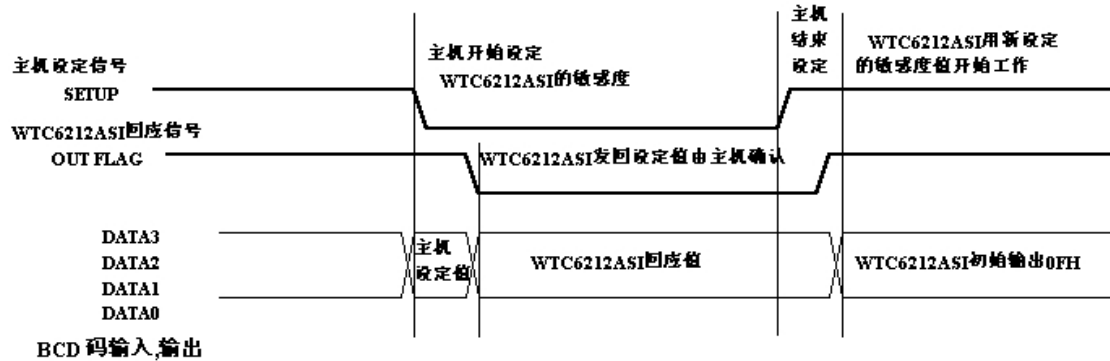 主机设定信号
SETUP
主机开始设定
WTC6212ASI的敏感度
主机
结束
设定
WTC6212ASI用新设定
的敏感度值开始工作
WTC6212ASI回应信号
OUT FLAG
WTC6212ASI发回设定值由主机确认
DATA3
DATA2
DATA1
DATA0
主机
设定值
WTC6212ASI回应值
WTC6212ASI初始输出0FH
BCD 码输入,输出